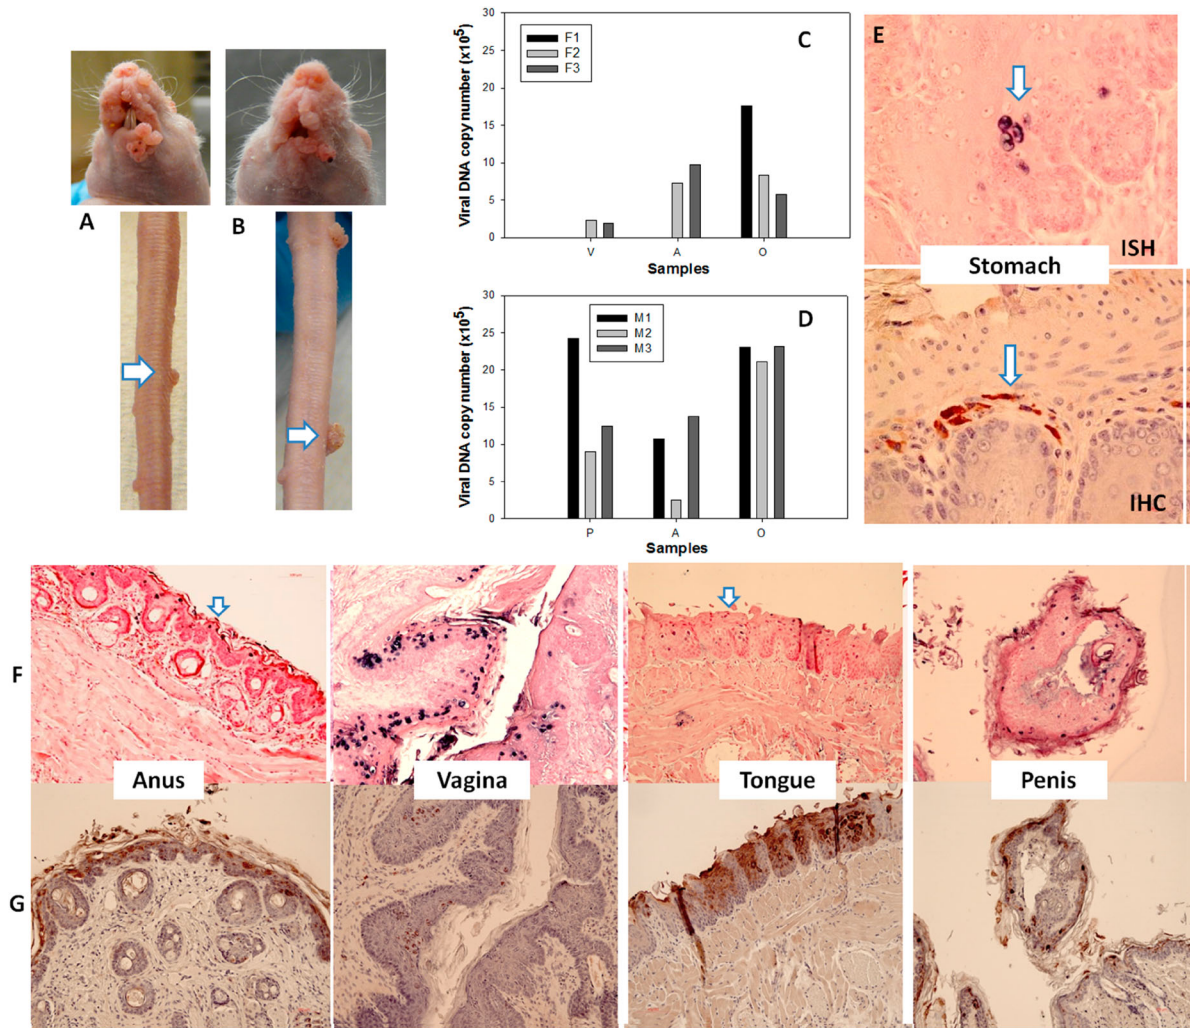 A
B
30
25
20
15
10
5
0
Viral DNA copy number (x10⁵)
F1
F2
F3
C
V
A
O
Samples
30
25
20
15
10
5
0
Viral DNA copy number (x10⁵)
M1
M2
M3
D
P
A
O
Samples
E
ISH
Stomach
IHC
F
Anus
Vagina
Tongue
Penis
G